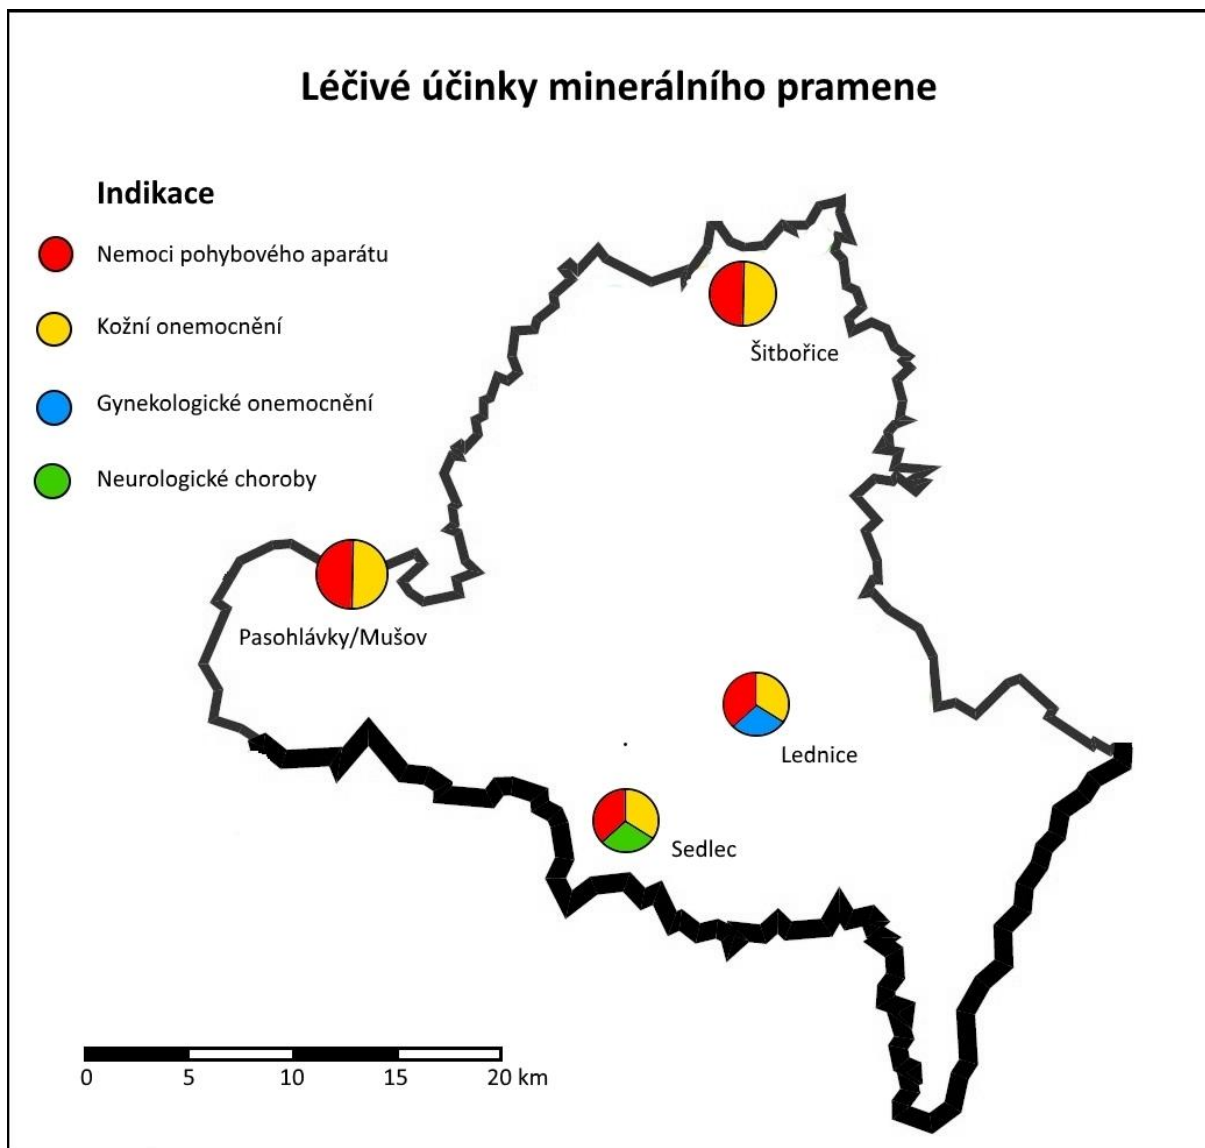 Léčivé účinky minerálního pramene
Indikace
Nemoci pohybového aparátu
Kožní onemocnění
Gynekologické onemocnění
Neurologické choroby
Šitbořice
Pasohlávky/Mušov
Lednice
Sedlec
0 5 10 15 20 km